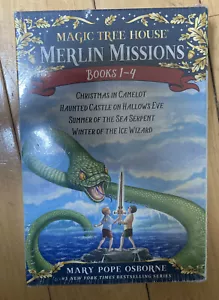 MAGIC TREE HOUSE
MERLIN MISSIONS
BOOKS 1-4
CHRISTMAS IN CAMELOT
HAUNTED CASTLE ON HALLOWS EVE
SUMMER OF THE SEA SERPENT
WINTER OF THE ICE WIZARD
MARY POPE OSBORNE
#1 NEW YORK TIMES BESTSELLING SERIES